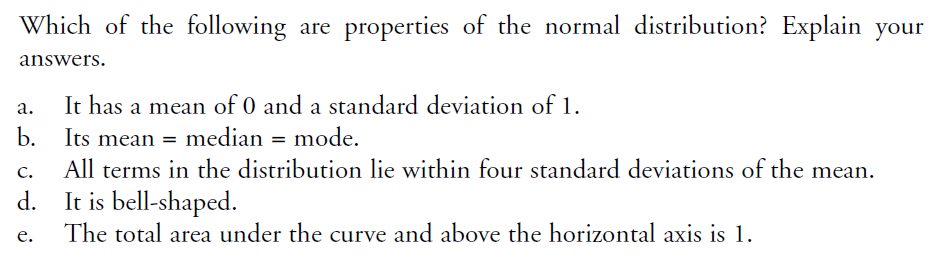 Which of the following are properties of the normal distribution? Explain your
answers.
a. It has a mean of 0 and a standard deviation of 1.
b. Its mean = median = mode.
c. All terms in the distribution lie within four standard deviations of the mean.
d. It is bell-shaped.
e. The total area under the curve and above the horizontal axis is 1.